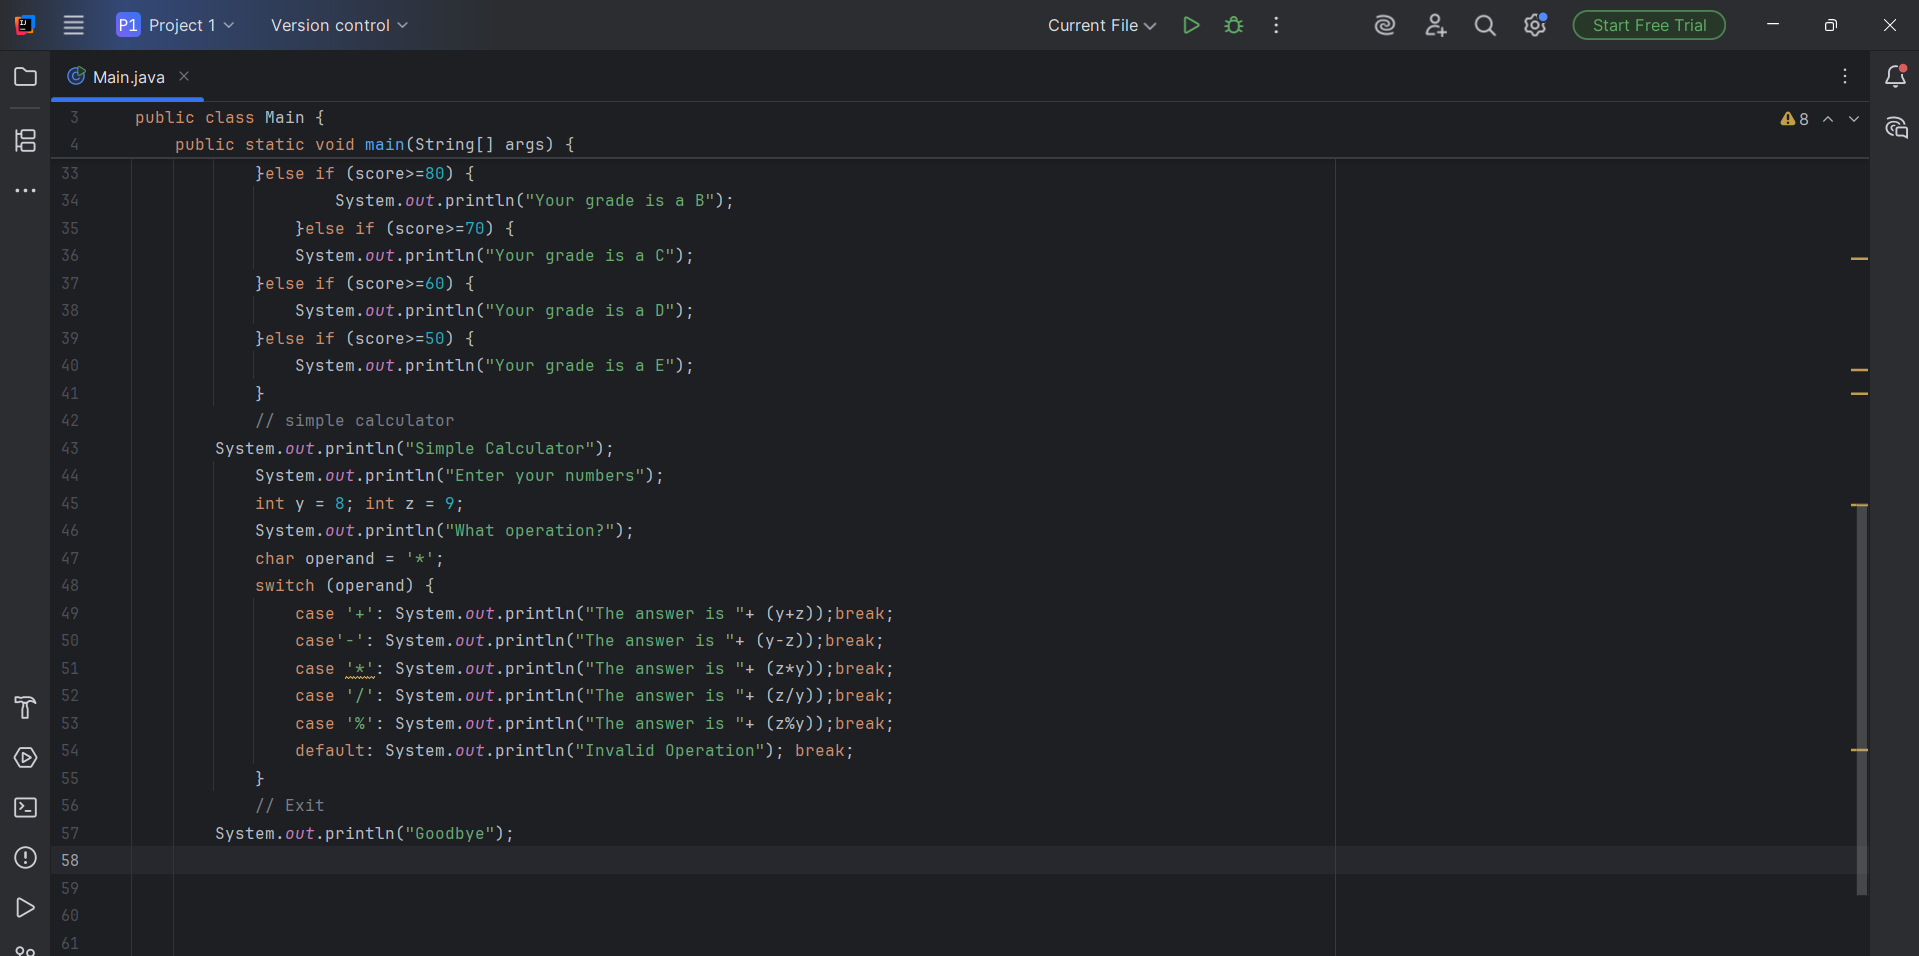 P1 Project 1 Version control Current File Start Free Trial
Main.java
3 public class Main { 8
4 public static void main(String[] args) {
33 }else if (score>=80) {
34 System.out.println("Your grade is a B");
35 }else if (score>=70) {
36 System.out.println("Your grade is a C");
37 }else if (score>=60) {
38 System.out.println("Your grade is a D");
39 }else if (score>=50) {
40 System.out.println("Your grade is a E");
41 }
42 // simple calculator
43 System.out.println("Simple Calculator");
44 System.out.println("Enter your numbers");
45 int y = 8; int z = 9;
46 System.out.println("What operation?");
47 char operand = '*';
48 switch (operand) {
49 case '+': System.out.println("The answer is "+ (y+z));break;
50 case'-': System.out.println("The answer is "+ (y-z));break;
51 case '*': System.out.println("The answer is "+ (z*y));break;
52 case '/': System.out.println("The answer is "+ (z/y));break;
53 case '%': System.out.println("The answer is "+ (z%y));break;
54 default: System.out.println("Invalid Operation"); break;
55 }
56 // Exit
57 System.out.println("Goodbye");
58
59
60
61